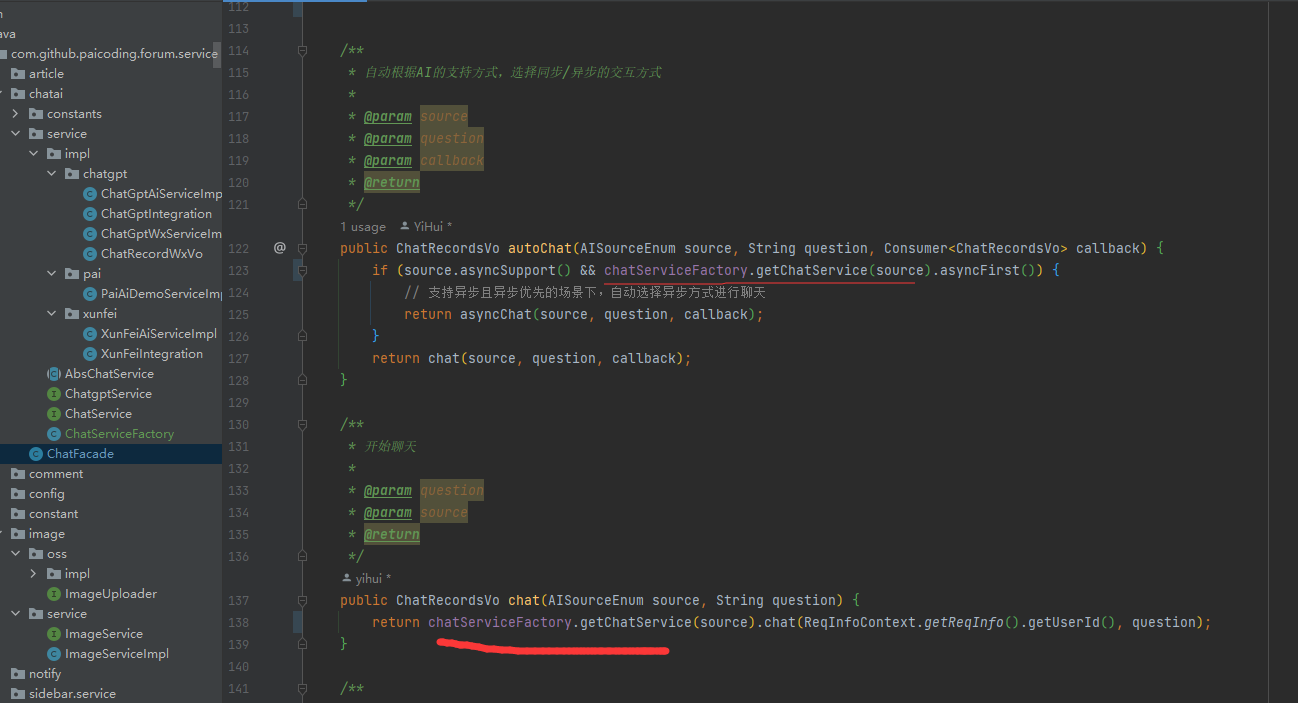 n
ava
com.github.paicoding.forum.service
article
chatai
constants
service
impl
chatgpt
ChatGptAiServiceImp
ChatGptIntegration
ChatGptWxServiceIm
ChatRecordWxVo
pai
PaiAiDemoServiceImp
xunfei
XunFeiAiServiceImpl
XunFeiIntegration
AbsChatService
ChatgptService
ChatService
ChatServiceFactory
ChatFacade
comment
config
constant
image
oss
impl
ImageUploader
service
ImageService
ImageServiceImpl
notify
sidebar.service
112
113
114 /**
115 * 自动根据AI的支持方式，选择同步/异步的交互方式
116 *
117 * @param source
118 * @param question
119 * @param callback
120 * @return
121 */
1 usage YiHui *
122 @ public ChatRecordsVo autoChat(AISourceEnum source, String question, Consumer<ChatRecordsVo> callback) {
123 if (source.asyncSupport() && chatServiceFactory.getChatService(source).asyncFirst()) {
124 // 支持异步且异步优先的场景下，自动选择异步方式进行聊天
125 return asyncChat(source, question, callback);
126 }
127 return chat(source, question, callback);
128 }
129
130 /**
131 * 开始聊天
132 *
133 * @param question
134 * @param source
135 * @return
136 */
yihui *
137 public ChatRecordsVo chat(AISourceEnum source, String question) {
138 return chatServiceFactory.getChatService(source).chat(ReqInfoContext.getReqInfo().getUserId(), question);
139 }
140
141 /**